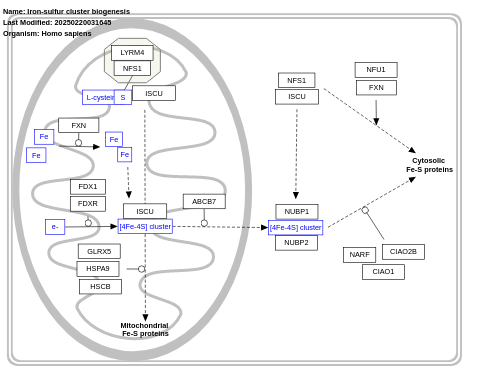 Name: Iron-sulfur cluster biogenesis
Last Modified: 20250220031645
Organism: Homo sapiens
LYRM4
NFS1
L-cystein
S
ISCU
FXN
Fe
Fe
Fe
Fe
FDX1
FDXR
ABCB7
e-
ISCU
[4Fe-4S] cluster
GLRX5
HSPA9
HSCB
Mitochondrial
Fe-S proteins
NFS1
ISCU
NFU1
FXN
Cytosolic
Fe-S proteins
NUBP1
[4Fe-4S] cluster
NUBP2
NARF
CIAO2B
CIAO1